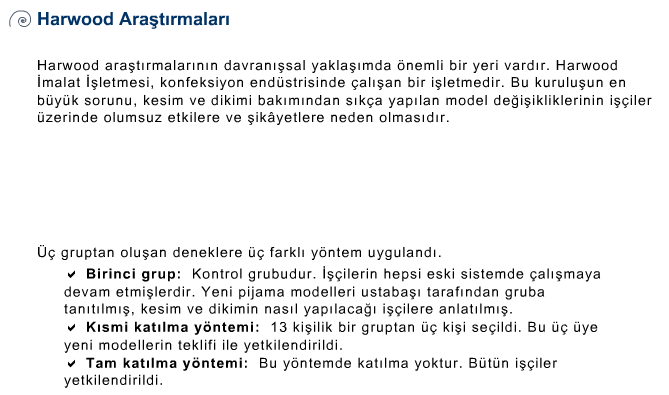 Harwood Araştırmaları
Harwood araştırmalarının davranışsal yaklaşımda önemli bir yeri vardır. Harwood
İmalat İşletmesi, konfeksiyon endüstrisinde çalışan bir işletmedir. Bu kuruluşun en
büyük sorunu, kesim ve dikimi bakımından sıkça yapılan model değişikliklerinin işçiler
üzerinde olumsuz etkilere ve şikâyetlere neden olmasıdır.
Üç gruptan oluşan deneklere üç farklı yöntem uygulandı.
✔ Birinci grup: Kontrol grubudur. İşçilerin hepsi eski sistemde çalışmaya
devam etmişlerdir. Yeni pijama modelleri ustabaşı tarafından gruba
tanıtılmış, kesim ve dikimin nasıl yapılacağı işçilere anlatılmış.
✔ Kısmi katılma yöntemi: 13 kişilik bir gruptan üç kişi seçildi. Bu üç üye
yeni modellerin teklifi ile yetkilendirildi.
✔ Tam katılma yöntemi: Bu yöntemde katılma yoktur. Bütün işçiler
yetkilendirildi.